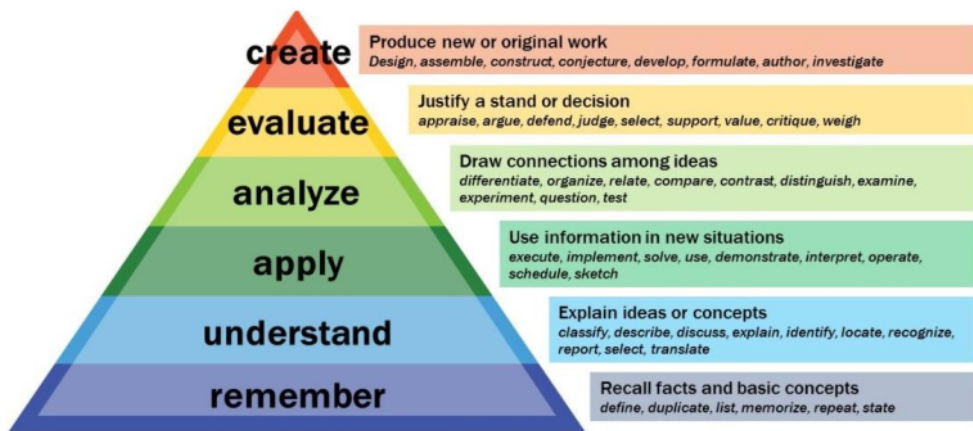 create
Produce new or original work
Design, assemble, construct, conjecture, develop, formulate, author, investigate
evaluate
Justify a stand or decision
appraise, argue, defend, judge, select, support, value, critique, weigh
analyze
Draw connections among ideas
differentiate, organize, relate, compare, contrast, distinguish, examine,
experiment, question, test
apply
Use information in new situations
execute, implement, solve, use, demonstrate, interpret, operate,
schedule, sketch
understand
Explain ideas or concepts
classify, describe, discuss, explain, identify, locate, recognize,
report, select, translate
remember
Recall facts and basic concepts
define, duplicate, list, memorize, repeat, state